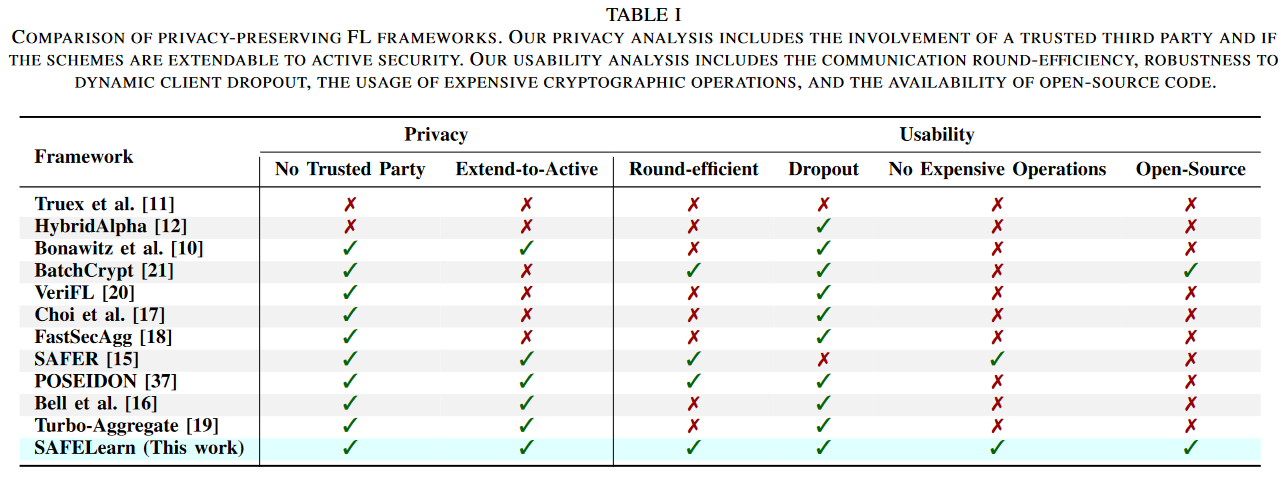 TABLE I
COMPARISON OF PRIVACY-PRESERVING FL FRAMEWORKS. OUR PRIVACY ANALYSIS INCLUDES THE INVOLVEMENT OF A TRUSTED THIRD PARTY AND IF
THE SCHEMES ARE EXTENDABLE TO ACTIVE SECURITY. OUR USABILITY ANALYSIS INCLUDES THE COMMUNICATION ROUND-EFFICIENCY, ROBUSTNESS TO
DYNAMIC CLIENT DROPOUT, THE USAGE OF EXPENSIVE CRYPTOGRAPHIC OPERATIONS, AND THE AVAILABILITY OF OPEN-SOURCE CODE.
Privacy Usability
Framework
No Trusted Party Extend-to-Active Round-efficient Dropout No Expensive Operations Open-Source
Truex et al. [11] ✗ ✗ ✗ ✗ ✗ ✗
HybridAlpha [12] ✗ ✗ ✗ ✓ ✗ ✗
Bonawitz et al. [10] ✓ ✓ ✗ ✓ ✗ ✗
BatchCrypt [21] ✓ ✗ ✓ ✓ ✗ ✓
VeriFL [20] ✓ ✗ ✗ ✓ ✗ ✗
Choi et al. [17] ✓ ✗ ✗ ✓ ✗ ✗
FastSecAgg [18] ✓ ✗ ✗ ✓ ✗ ✗
SAFER [15] ✓ ✓ ✓ ✗ ✓ ✗
POSEIDON [37] ✓ ✓ ✓ ✓ ✗ ✗
Bell et al. [16] ✓ ✓ ✗ ✓ ✗ ✗
Turbo-Aggregate [19] ✓ ✓ ✗ ✓ ✗ ✗
SAFELearn (This work) ✓ ✓ ✓ ✓ ✓ ✓